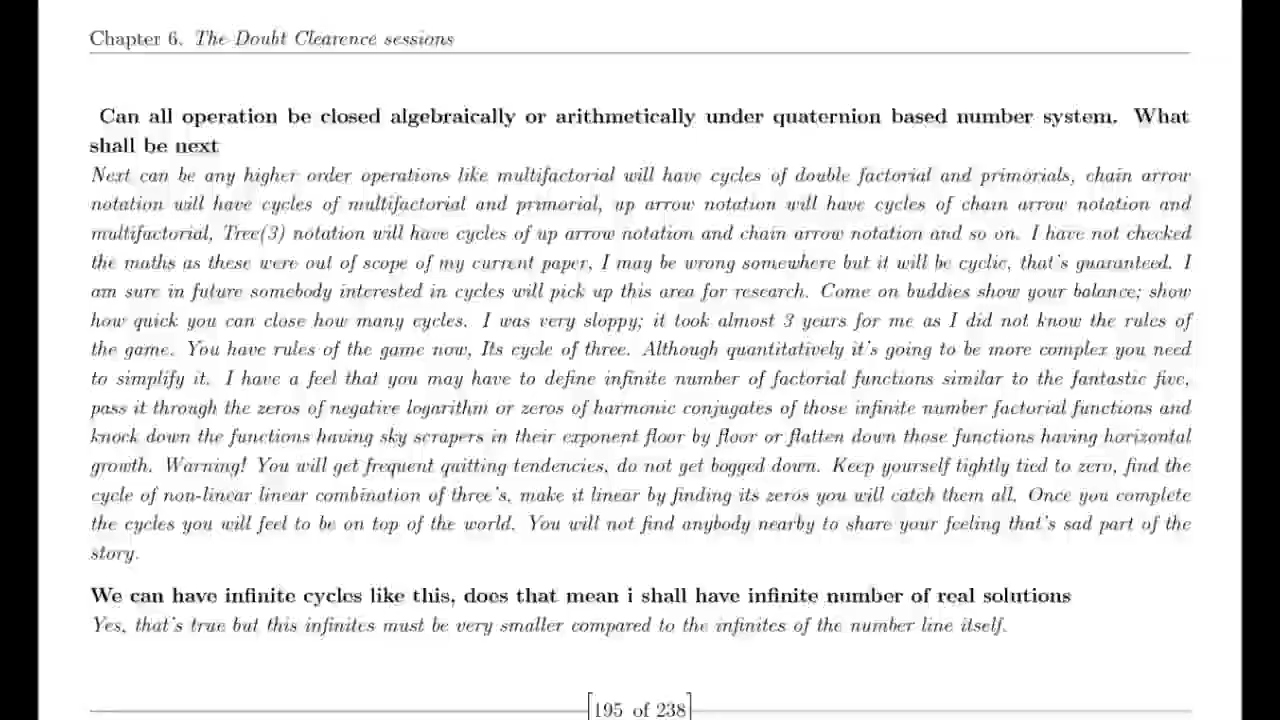 Chapter 6. The Doubt Clearence sessions
Can all operation be closed algebraically or arithmetically under quaternion based number system. What
shall be next
Next can be any higher order operations like multifactorial will have cycles of double factorial and primorials, chain arrow
notation will have cycles of multifactorial and primorial, up arrow notation will have cycles of chain arrow notation and
multifactorial, Tree(3) notation will have cycles of up arrow notation and chain arrow notation and so on. I have not checked
the maths as these were out of scope of my current paper, I may be wrong somewhere but it will be cyclic, that's guaranteed. I
am sure in future somebody interested in cycles will pick up this area for research. Come on buddies show your balance; show
how quick you can close how many cycles. I was very sloppy; it took almost 3 years for me as I did not know the rules of
the game. You have rules of the game now, Its cycle of three. Although quantitatively it's going to be more complex you need
to simplify it. I have a feel that you may have to define infinite number of factorial functions similar to the fantastic five,
pass it through the zeros of negative logarithm or zeros of harmonic conjugates of those infinite number factorial functions and
knock down the functions having sky scrapers in their exponent floor by floor or flatten down those functions having horizontal
growth. Warning! You will get frequent quitting tendencies, do not get bogged down. Keep yourself tightly tied to zero, find the
cycle of non-linear linear combination of three's, make it linear by finding its zeros you will catch them all. Once you complete
the cycles you will feel to be on top of the world. You will not find anybody nearby to share your feeling that's sad part of the
story.
We can have infinite cycles like this, does that mean i shall have infinite number of real solutions
Yes, that's true but this infinites must be very smaller compared to the infinites of the number line itself.
[195 of 238]